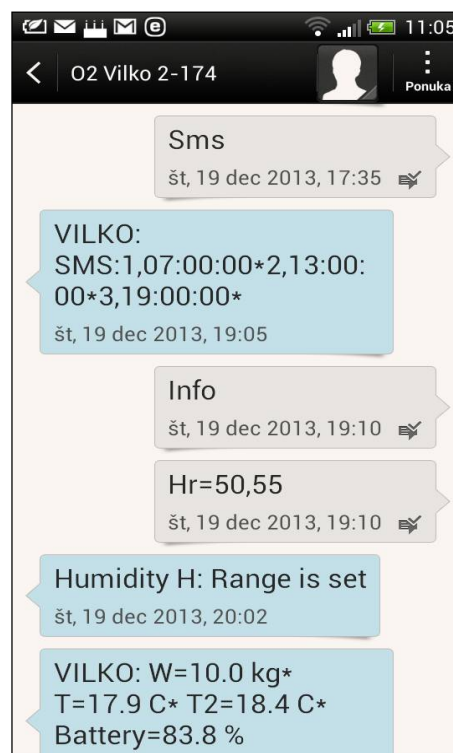 11:05
O2 Vilko 2-174
Ponuka
Sms
št, 19 dec 2013, 17:35
VILKO:
SMS:1,07:00:00*2,13:00:
00*3,19:00:00*
št, 19 dec 2013, 19:05
Info
št, 19 dec 2013, 19:10
Hr=50,55
št, 19 dec 2013, 19:10
Humidity H: Range is set
št, 19 dec 2013, 20:02
VILKO: W=10.0 kg*
T=17.9 C* T2=18.4 C*
Battery=83.8 %